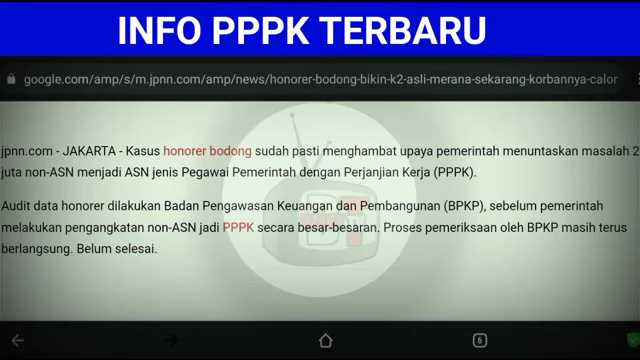 INFO PPPK TERBARU
google.com/amp/s/m.jpnn.com/amp/news/honorer-bodong-bikin-k2-asli-merana-sekarang-korbannya-calor
jpnn.com - JAKARTA - Kasus honorer bodong sudah pasti menghambat upaya pemerintah menuntaskan masalah 2
juta non-ASN menjadi ASN jenis Pegawai Pemerintah dengan Perjanjian Kerja (PPPK).
Audit data honorer dilakukan Badan Pengawasan Keuangan dan Pembangunan (BPKP), sebelum pemerintah
melakukan pengangkatan non-ASN jadi PPPK secara besar-besaran. Proses pemeriksaan oleh BPKP masih terus
berlangsung. Belum selesai.
6